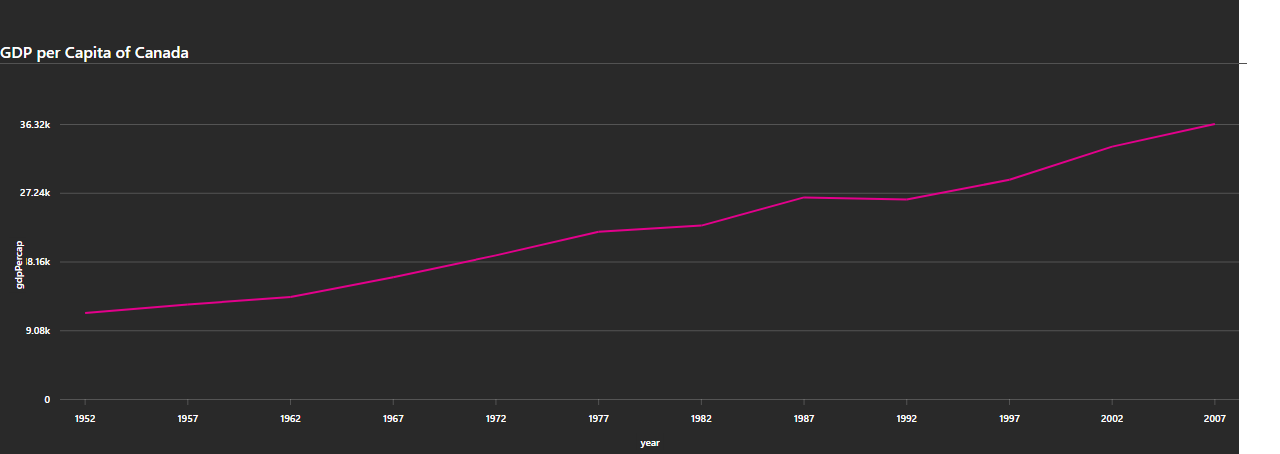 GDP per Capita of Canada
36.32k
27.24k
18.16k
9.08k
0
gdpPercap
1952 1957 1962 1967 1972 1977 1982 1987 1992 1997 2002 2007
year